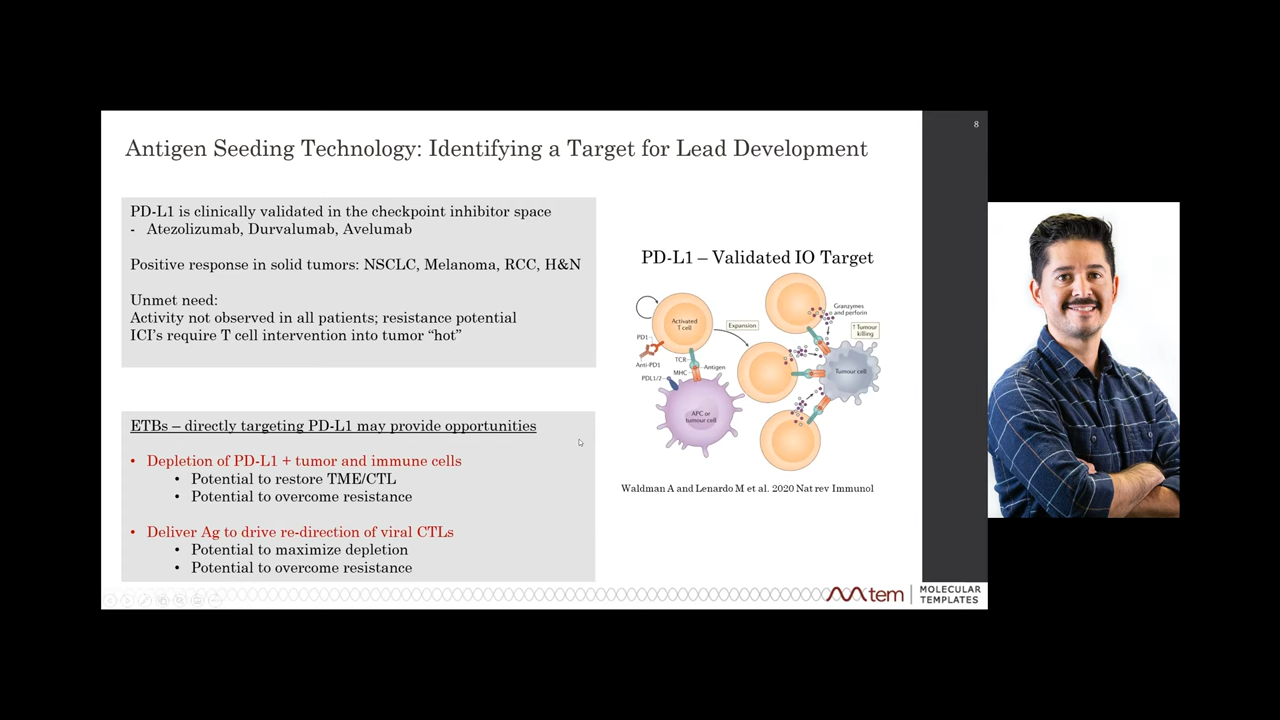 8
Antigen Seeding Technology: Identifying a Target for Lead Development
PD-L1 is clinically validated in the checkpoint inhibitor space
- Atezolizumab, Durvalumab, Avelumab
Positive response in solid tumors: NSCLC, Melanoma, RCC, H&N
Unmet need:
Activity not observed in all patients; resistance potential
ICI's require T cell intervention into tumor “hot”
ETBs – directly targeting PD-L1 may provide opportunities
• Depletion of PD-L1 + tumor and immune cells
• Potential to restore TME/CTL
• Potential to overcome resistance
• Deliver Ag to drive re-direction of viral CTLs
• Potential to maximize depletion
• Potential to overcome resistance
PD-L1 – Validated IO Target
Activated
T cell
Expansion
Granzymes
and perforin
↑ Tumour
killing
PD1
Anti-PD1
TCR
MHC
Antigen
PDL1/2
APC or
tumour cell
Tumour cell
Waldman A and Lenardo M et al. 2020 Nat rev Immunol
tem
MOLECULAR
TEMPLATES